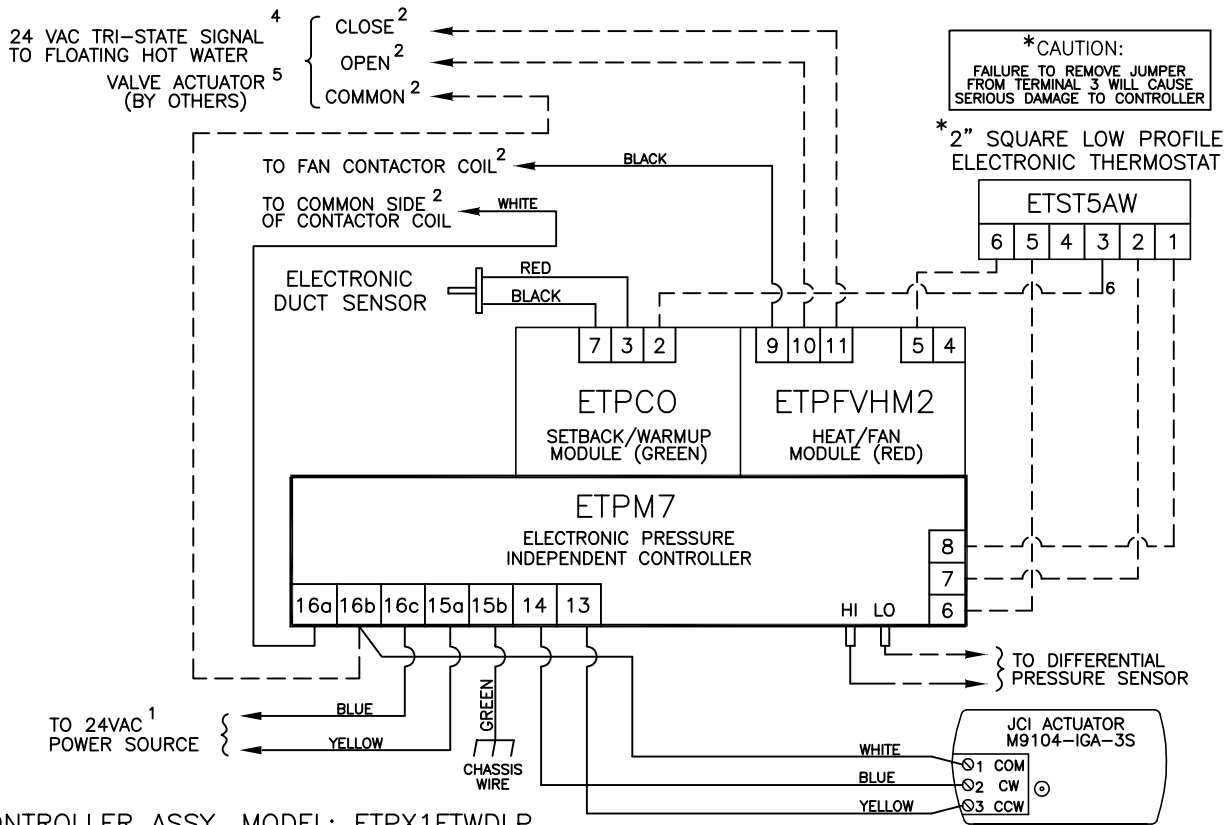 24 VAC TRI-STATE SIGNAL 4
TO FLOATING HOT WATER
VALVE ACTUATOR 5
(BY OTHERS)
CLOSE 2
OPEN 2
COMMON 2
*CAUTION:
FAILURE TO REMOVE JUMPER
FROM TERMINAL 3 WILL CAUSE
SERIOUS DAMAGE TO CONTROLLER
*2" SQUARE LOW PROFILE
ELECTRONIC THERMOSTAT
ETST5AW
6 5 4 3 2 1
6
TO FAN CONTACTOR COIL 2
BLACK
TO COMMON SIDE 2
OF CONTACTOR COIL
WHITE
ELECTRONIC
DUCT SENSOR
RED
BLACK
7 3 2
9 10 11
5 4
ETPCO
SETBACK/WARMUP
MODULE (GREEN)
ETPFVHM2
HEAT/FAN
MODULE (RED)
ETPM7
ELECTRONIC PRESSURE
INDEPENDENT CONTROLLER
8
7
6
16a 16b 16c 15a 15b 14 13
HI LO
TO DIFFERENTIAL
PRESSURE SENSOR
TO 24VAC 1
POWER SOURCE
BLUE
YELLOW
GREEN
CHASSIS
WIRE
WHITE
BLUE
YELLOW
JCI ACTUATOR
M9104-IGA-3S
1 COM
2 CW
3 CCW